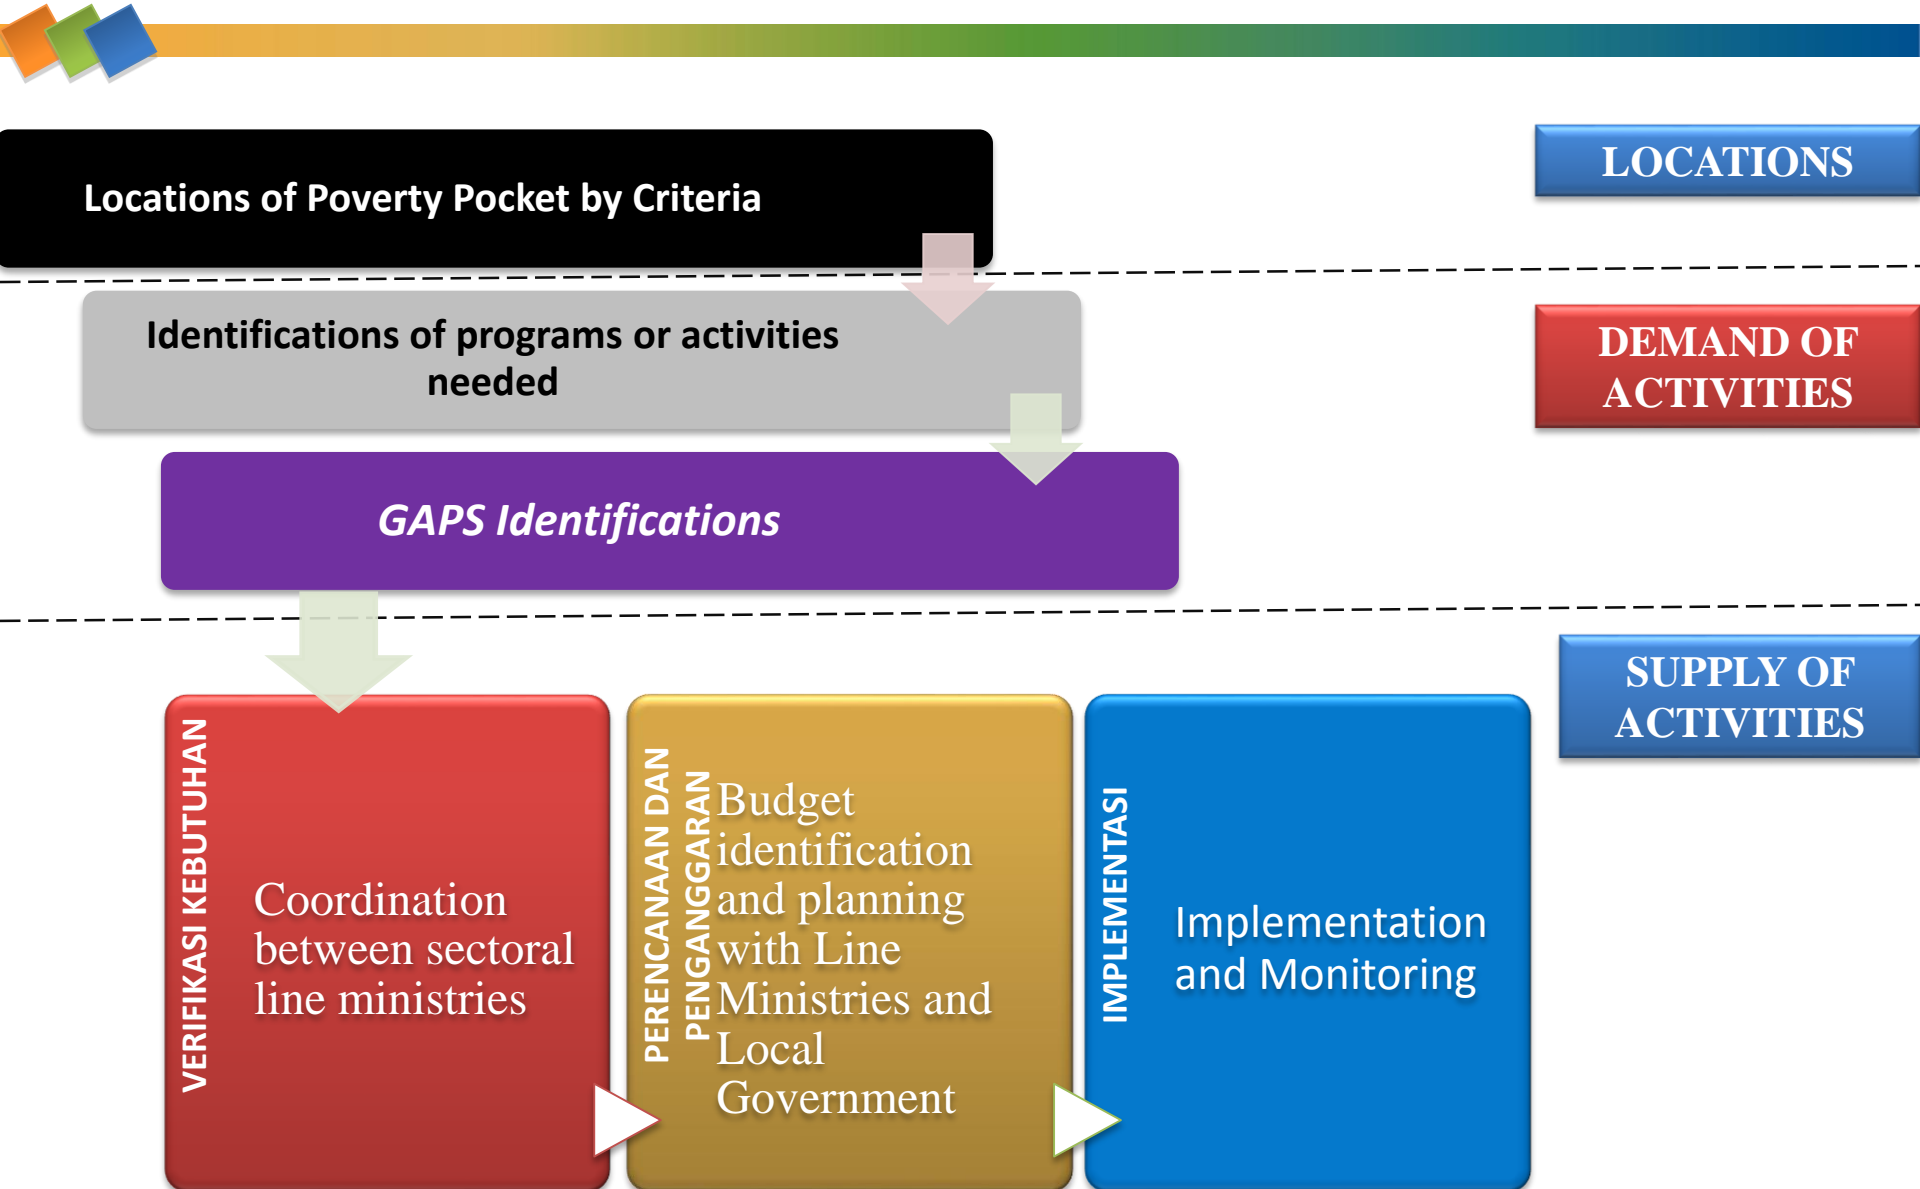 Locations of Poverty Pocket by Criteria
LOCATIONS
Identifications of programs or activities
needed
DEMAND OF
ACTIVITIES
GAPS Identifications
SUPPLY OF
ACTIVITIES
VERIFIKASI KEBUTUHAN
Coordination
between sectoral
line ministries
PERENCANAAN DAN
PENGANGGARAN
Budget
identification
and planning
with Line
Ministries and
Local
Government
IMPLEMENTASI
Implementation
and Monitoring